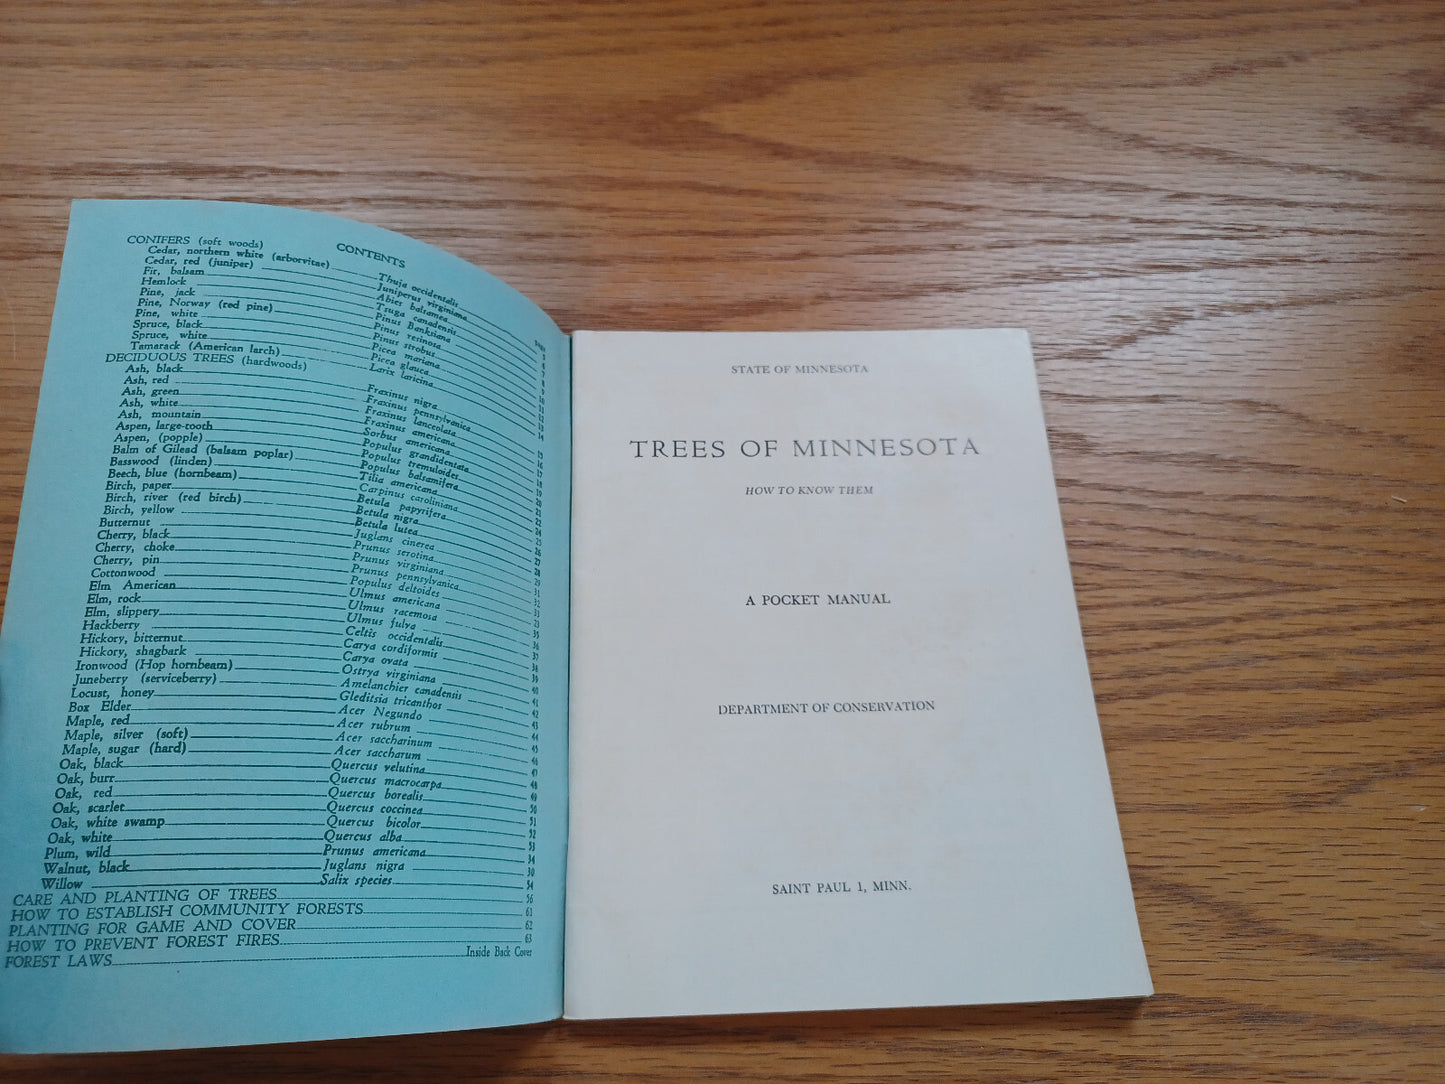 CONTENTS
CONIFERS (soft woods)
Cedar, northern white (arborvitae) Thuja occidentalis
Cedar, red (juniper) Juniperus virginiana
Fir, balsam Abies balsamea
Hemlock Tsuga canadensis
Pine, jack Pinus Banksiana
Pine, Norway (red pine) Pinus resinosa
Pine, white Pinus strobus
Spruce, black Picea mariana
Spruce, white Picea glauca
Tamarack (American larch) Larix laricina
DECIDUOUS TREES (hardwoods)
Ash, black Fraxinus nigra
Ash, red Fraxinus pennsylvanica
Ash, green Fraxinus lanceolata
Ash, white Fraxinus americana
Ash, mountain Sorbus americana
Aspen, large-tooth Populus grandidentata
Aspen, (popple) Populus tremuloides
Balm of Gilead (balsam poplar) Populus balsamifera
Basswood (linden) Tilia americana
Beech, blue (hornbeam) Carpinus caroliniana
Birch, paper Betula papyrifera
Birch, river (red birch) Betula nigra
Birch, yellow Betula lutea
Butternut Juglans cinerea
Cherry, black Prunus serotina
Cherry, choke Prunus virginiana
Cherry, pin Prunus pennsylvanica
Cottonwood Populus deltoides
Elm American Ulmus americana
Elm, rock Ulmus racemosa
Elm, slippery Ulmus fulva
Hackberry Celtis occidentalis
Hickory, bitternut Carya cordiformis
Hickory, shagbark Carya ovata
Ironwood (Hop hornbeam) Ostrya virginiana
Juneberry (serviceberry) Amelanchier canadensis
Locust, honey Gleditsia tricanthos
Box Elder Acer Negundo
Maple, red Acer rubrum
Maple, silver (soft) Acer saccharinum
Maple, sugar (hard) Acer saccharum
Oak, black Quercus velutina
Oak, burr Quercus macrocarpa
Oak, red Quercus borealis
Oak, scarlet Quercus coccinea
Oak, white swamp Quercus bicolor
Oak, white Quercus alba
Plum, wild Prunus americana
Walnut, black Juglans nigra
Willow Salix species 54
CARE AND PLANTING OF TREES 56
HOW TO ESTABLISH COMMUNITY FORESTS 61
PLANTING FOR GAME AND COVER 62
HOW TO PREVENT FOREST FIRES 63
FOREST LAWS Inside Back Cover
STATE OF MINNESOTA
TREES OF MINNESOTA
HOW TO KNOW THEM
A POCKET MANUAL
DEPARTMENT OF CONSERVATION
SAINT PAUL 1, MINN.